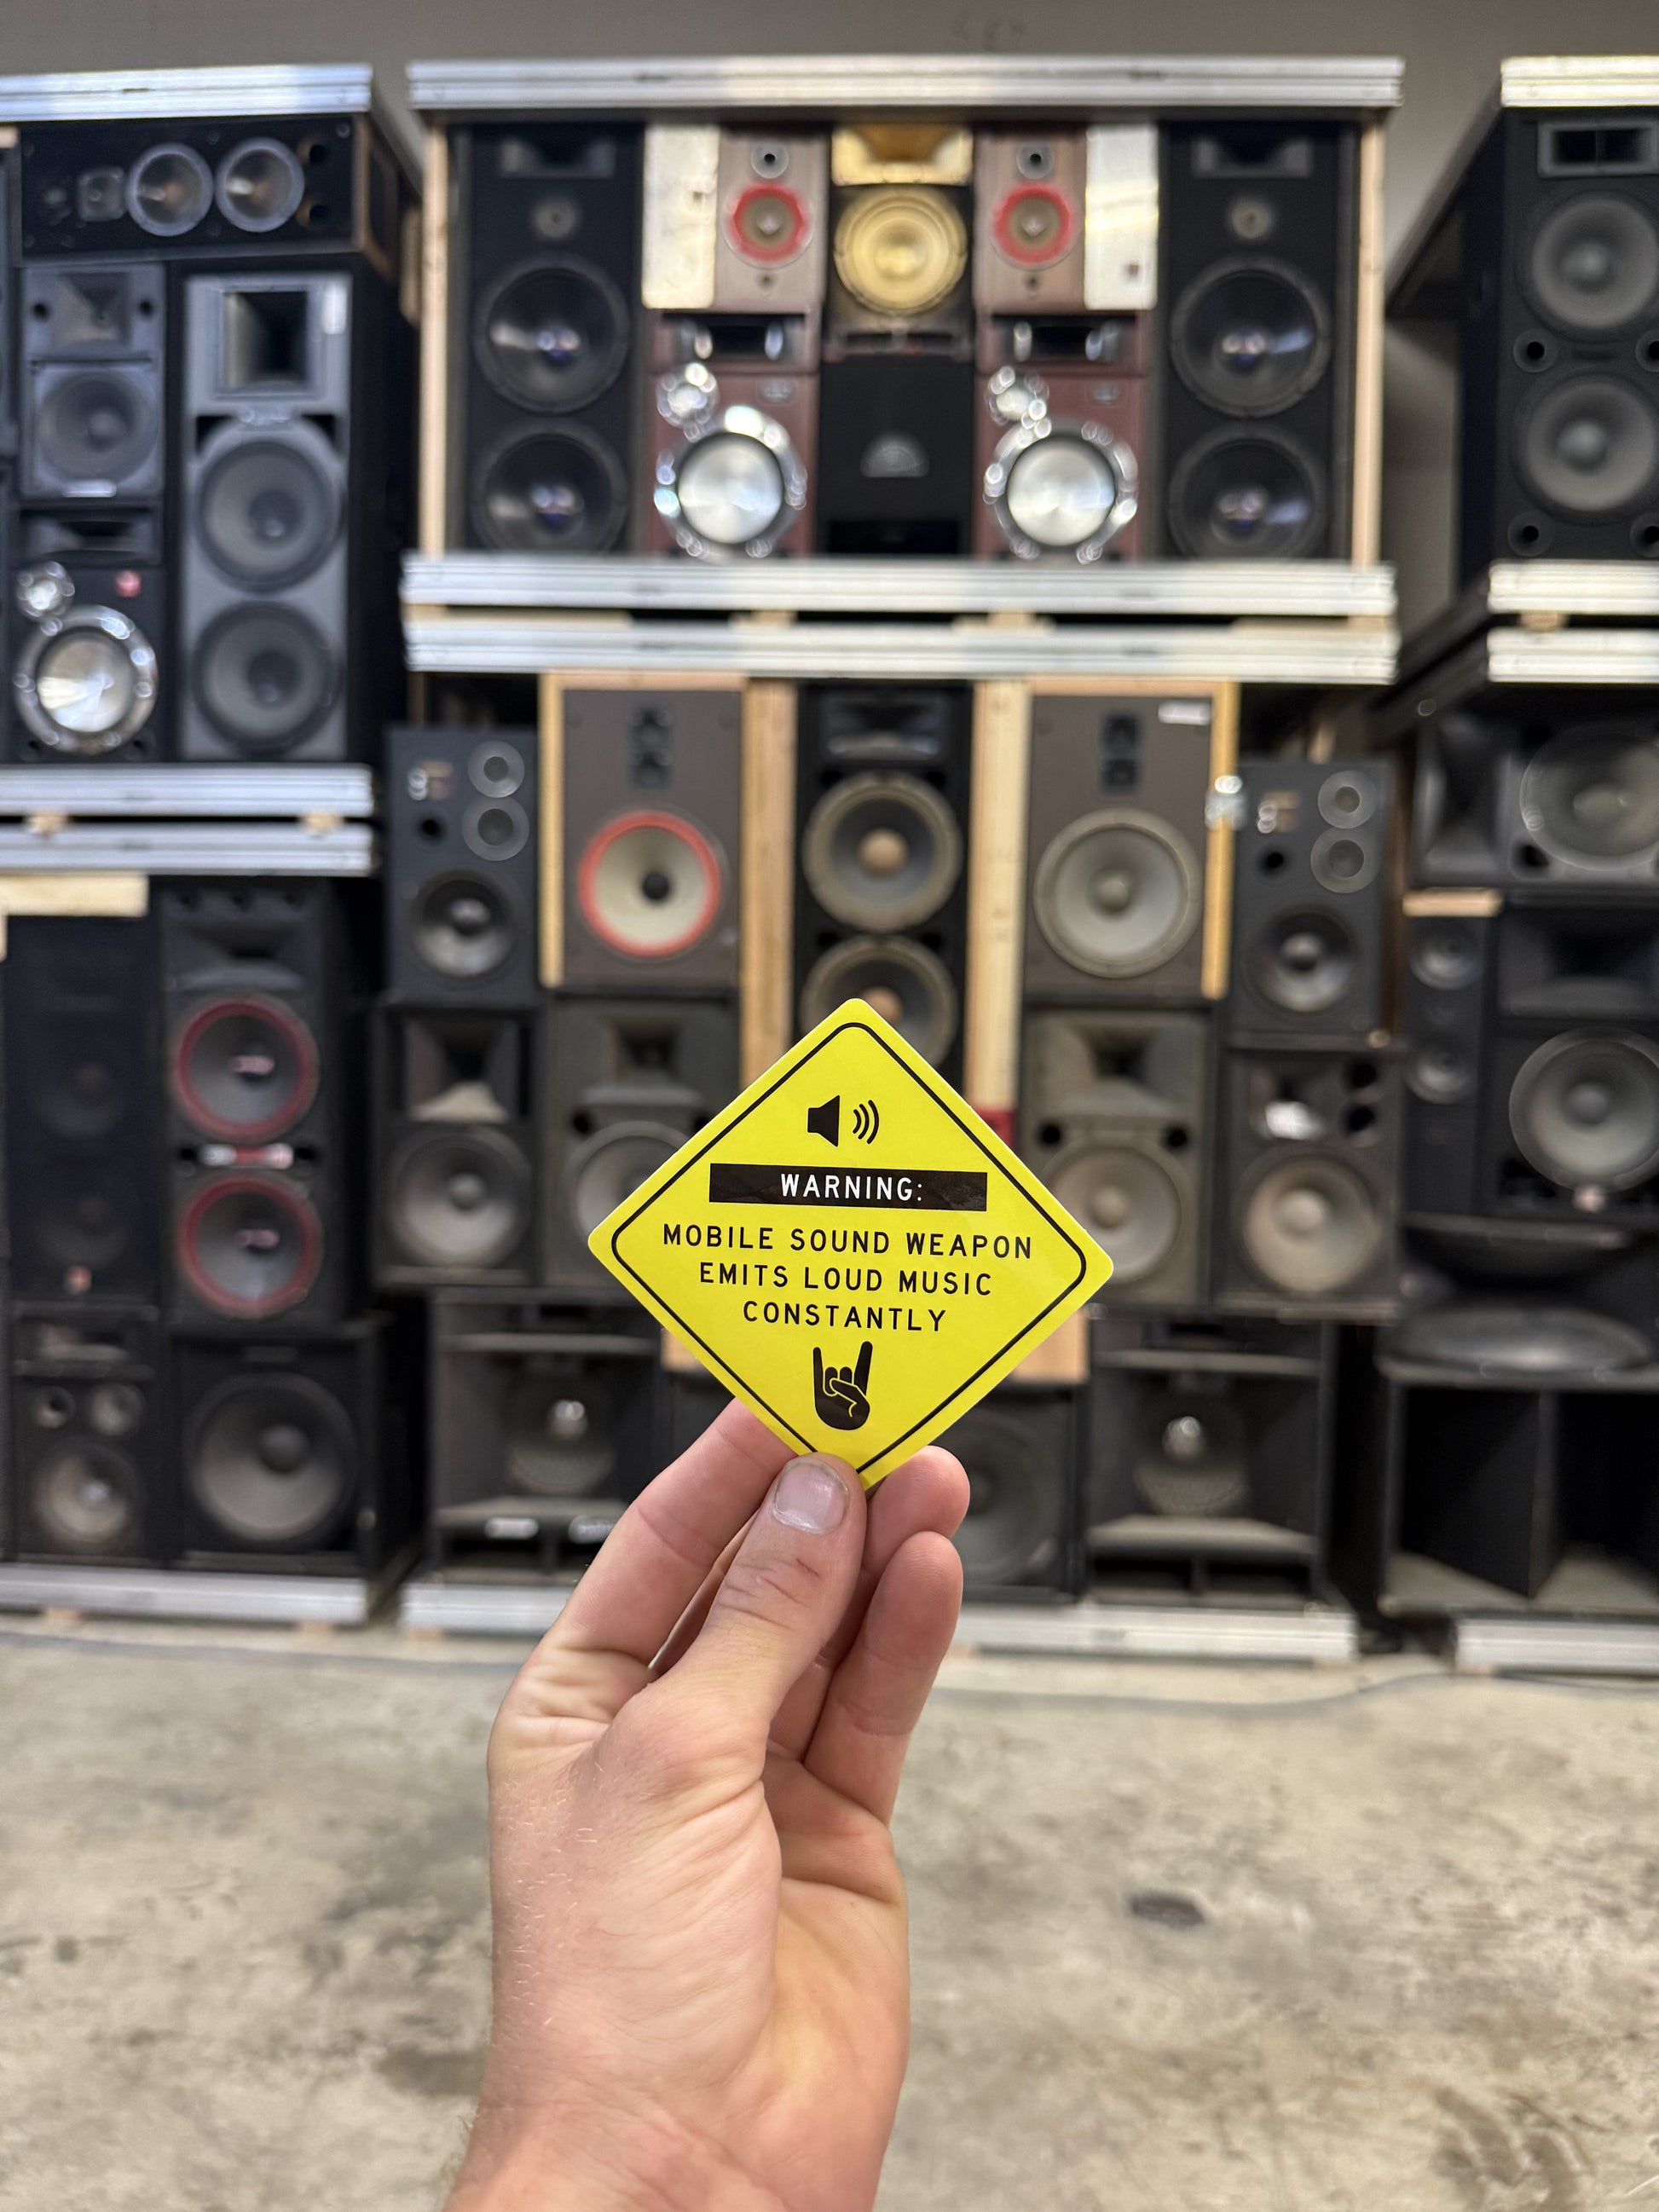 WARNING:
MOBILE SOUND WEAPON
EMITS LOUD MUSIC
CONSTANTLY